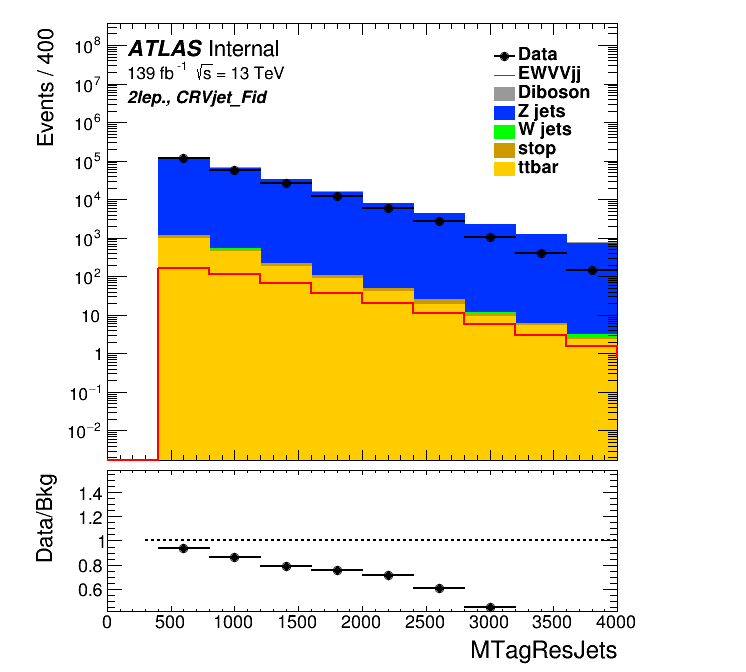 Events / 400
10⁸
10⁷
10⁶
10⁵
10⁴
10³
10²
10
1
10⁻¹
10⁻²
ATLAS Internal
139 fb⁻¹ √s = 13 TeV
2lep., CRVjet_Fid
Data
EWVVjj
Diboson
Z jets
W jets
stop
ttbar
Data/Bkg
1.4
1.2
1
0.8
0.6
0 500 1000 1500 2000 2500 3000 3500 4000
MTagResJets